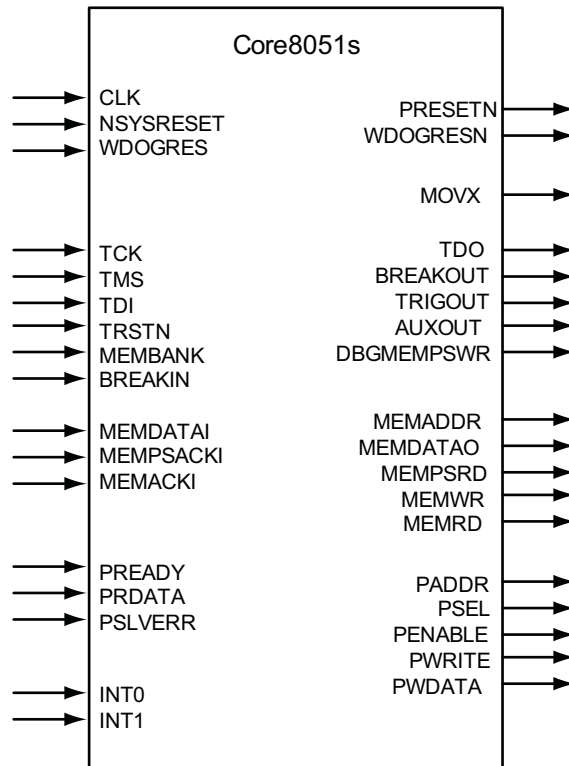 Core8051s
CLK
NSYSRESET
WDOGRES
TCK
TMS
TDI
TRSTN
MEMBANK
BREAKIN
MEMDATAI
MEMPSACKI
MEMACKI
PREADY
PRDATA
PSLVERR
INT0
INT1
PRESETN
WDOGRESN
MOVX
TDO
BREAKOUT
TRIGOUT
AUXOUT
DBGMEMPSWR
MEMADDR
MEMDATAO
MEMPSRD
MEMWR
MEMRD
PADDR
PSEL
PENABLE
PWRITE
PWDATA